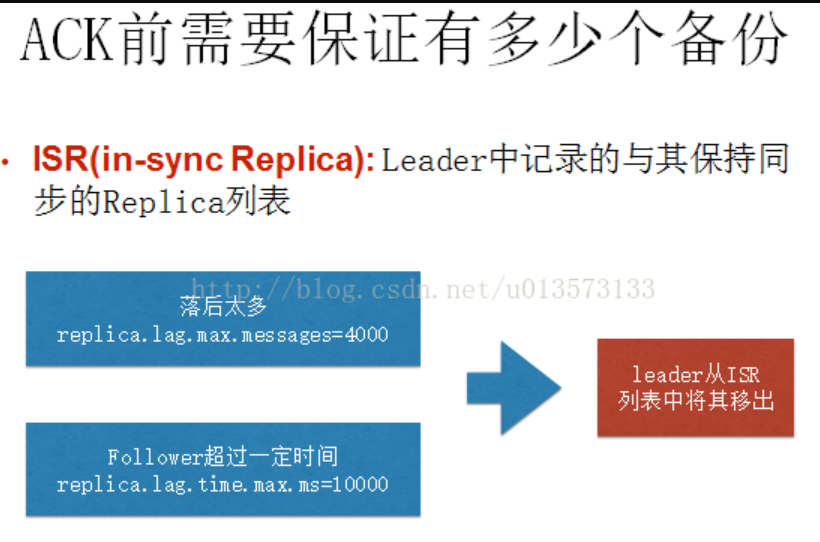 ACK前需要保证有多少个备份
• ISR(in-sync Replica): Leader中记录的与其保持同
步的Replica列表
http://blog.csdn.net/u013573133
落后太多
replica.lag.max.messages=4000
leader从ISR
列表中将其移出
Follower超过一定时间
replica.lag.time.max.ms=10000